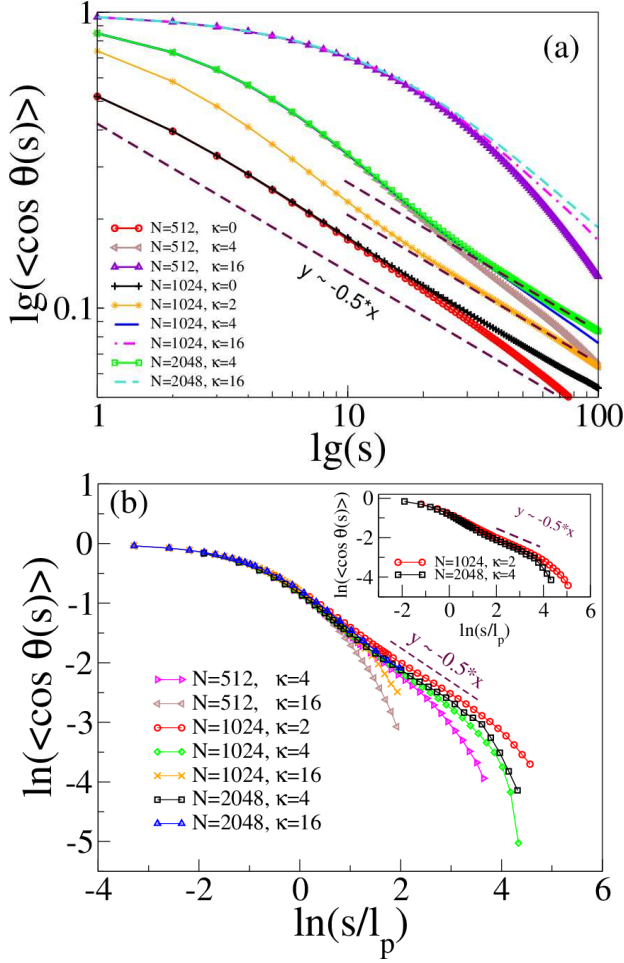 1
(a)
lg(<cos θ(s)>)
0.1
N=512, κ=0
N=512, κ=4
N=512, κ=16
N=1024, κ=0
N=1024, κ=2
N=1024, κ=4
N=1024, κ=16
N=2048, κ=4
N=2048, κ=16
y ~ -0.5*x
1
10
100
lg(s)
(b)
0
-1
-2
-3
-4
-5
ln(<cos θ(s)>)
N=512, κ=4
N=512, κ=16
N=1024, κ=2
N=1024, κ=4
N=1024, κ=16
N=2048, κ=4
N=2048, κ=16
y ~ -0.5*x
-4
-2
0
2
4
6
ln(s/lp)
0
-2
-4
ln(<cos θ(s)>)
y ~ -0.5*x
N=1024, κ=2
N=2048, κ=4
-2
0
2
4
6
ln(s/lp)